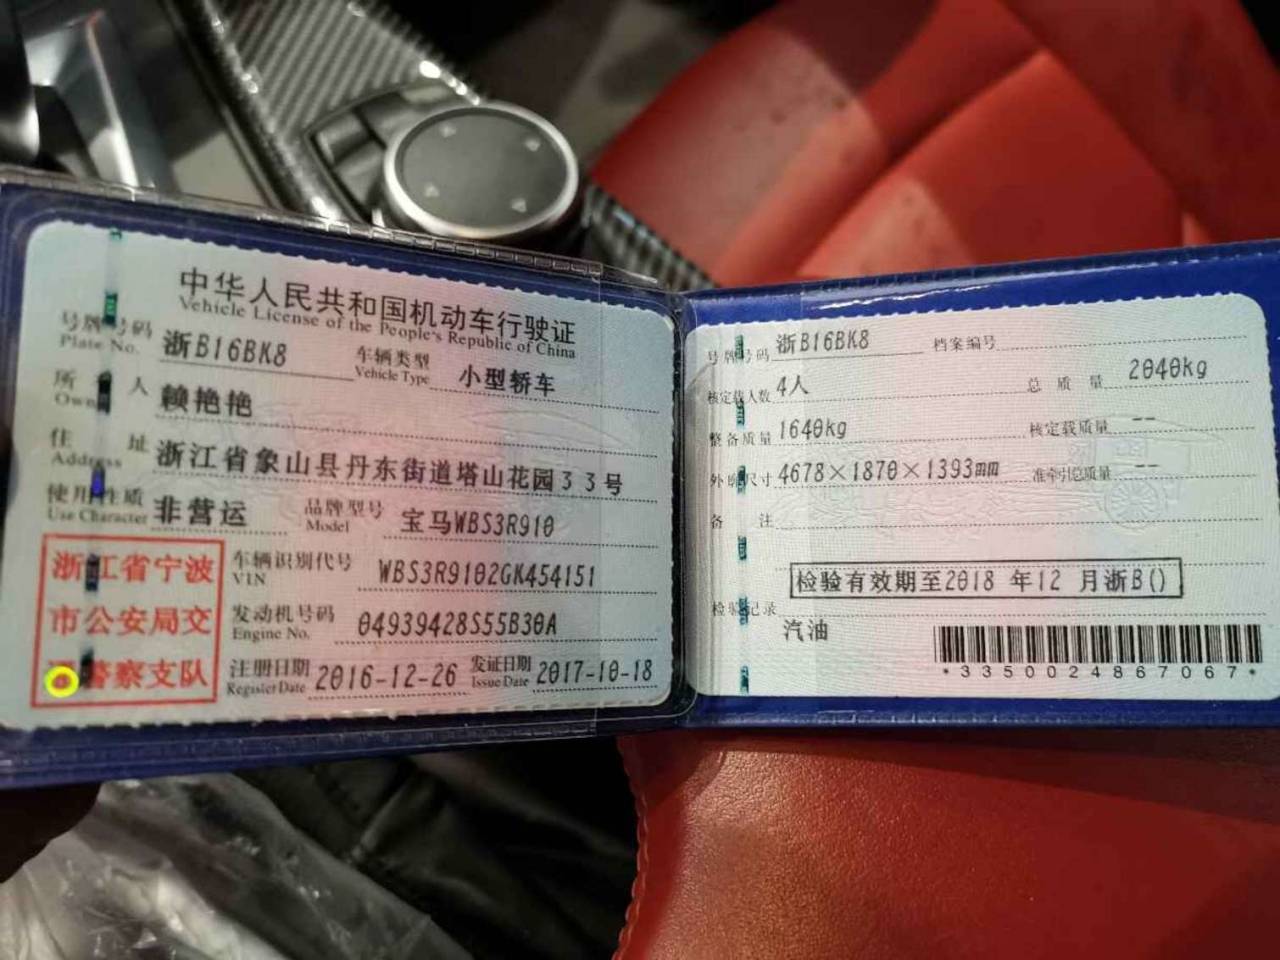 中华人民共和国机动车行驶证
Vehicle License of the People's Republic of China
号牌号码 浙B16BK8 车辆类型 小型轿车
Plate No. Vehicle Type
所 人 赖艳艳
Own
住 址 浙江省象山县丹东街道塔山花园33号
Address
使用性质 非营运 品牌型号 宝马WBS3R910
Use Character Model
浙江省宁波
市公安局交
警察支队
车辆识别代号 WBS3R9102GK454151
VIN
发动机号码 04939428S55B30A
Engine No.
注册日期 2016-12-26 发证日期 2017-10-18
Register Date Issue Date
号牌号码 浙B16BK8 档案编号
核定载人数 4人 总质量 2040kg
整备质量 1640kg 核定载质量 --
外廓尺寸 4678×1870×1393mm 准牵引总质量 --
备 注
检验有效期至2018 年12 月浙B()
检验记录
汽油
*3350024867067*